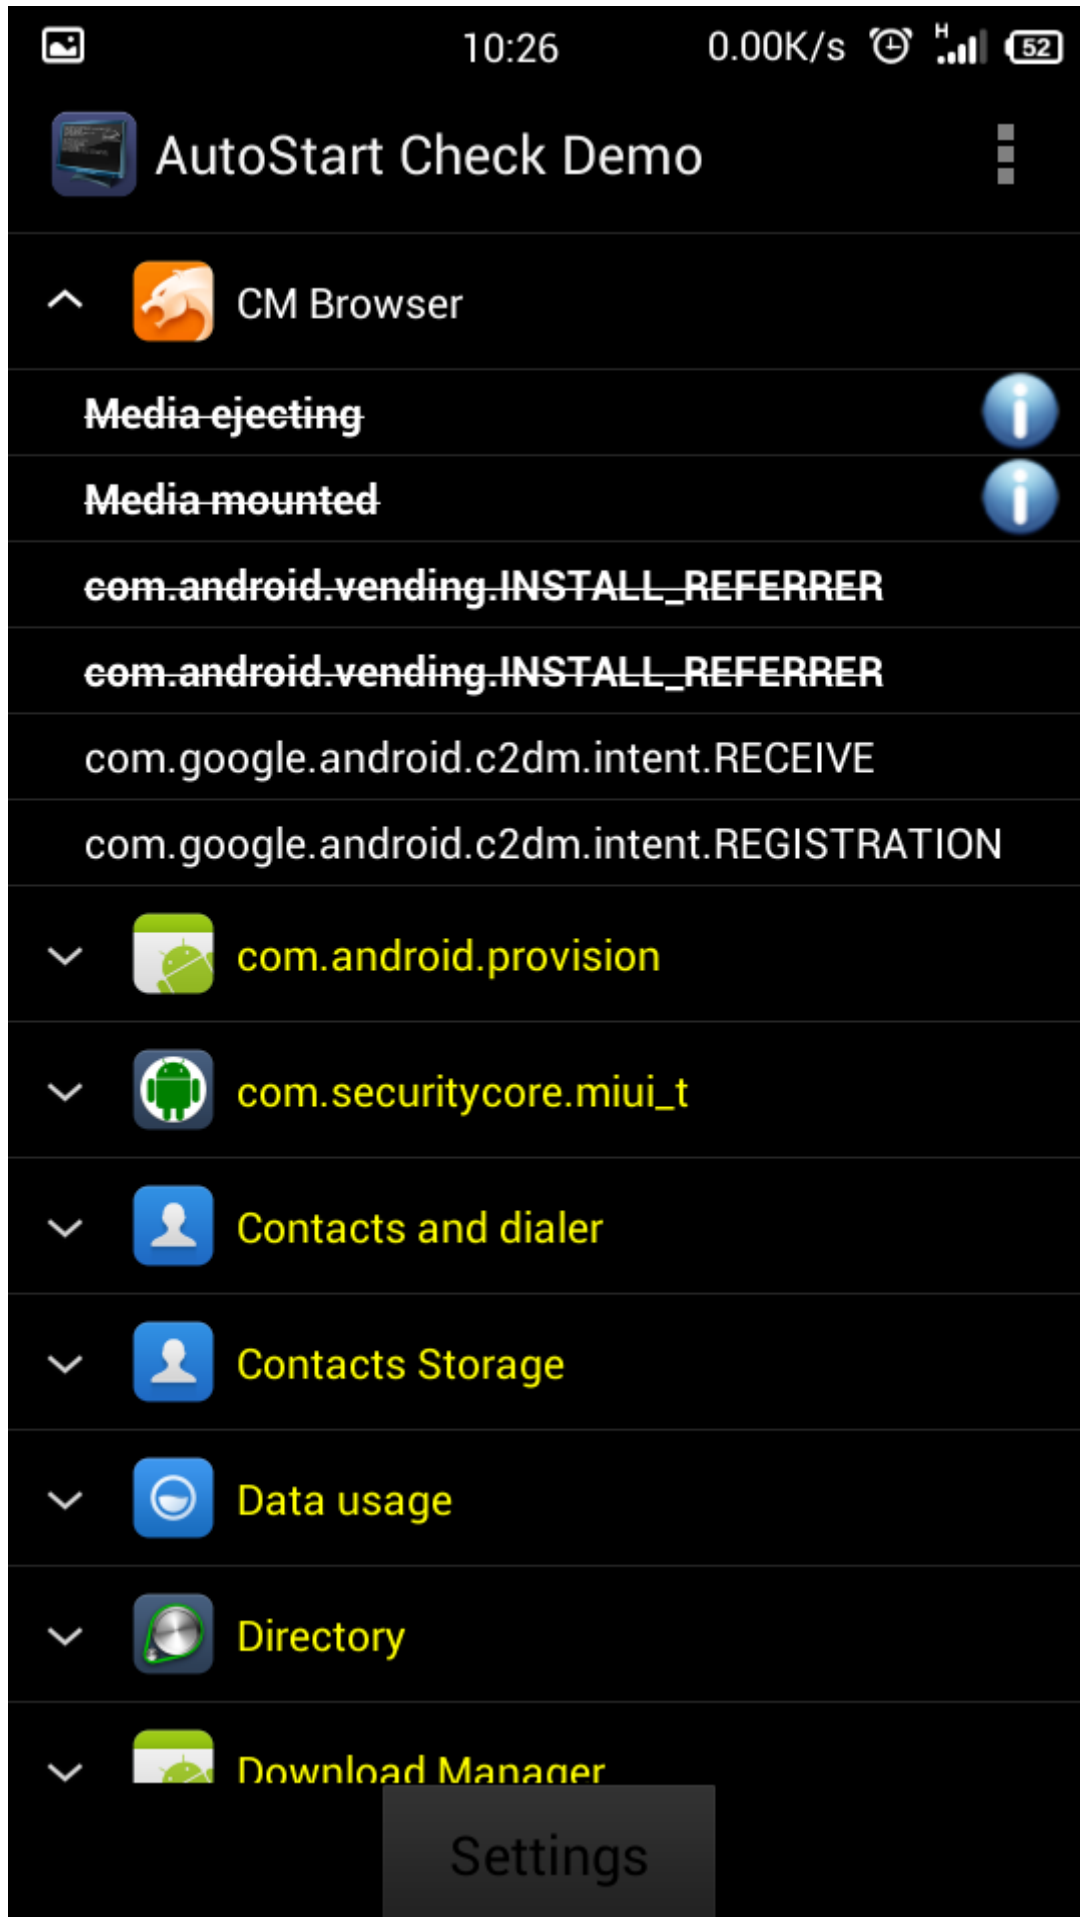 10:26 0.00K/s H 52
AutoStart Check Demo
CM Browser
Media ejecting
Media mounted
com.android.vending.INSTALL_REFERRER
com.android.vending.INSTALL_REFERRER
com.google.android.c2dm.intent.RECEIVE
com.google.android.c2dm.intent.REGISTRATION
com.android.provision
com.securitycore.miui_t
Contacts and dialer
Contacts Storage
Data usage
Directory
Download Manager
Settings